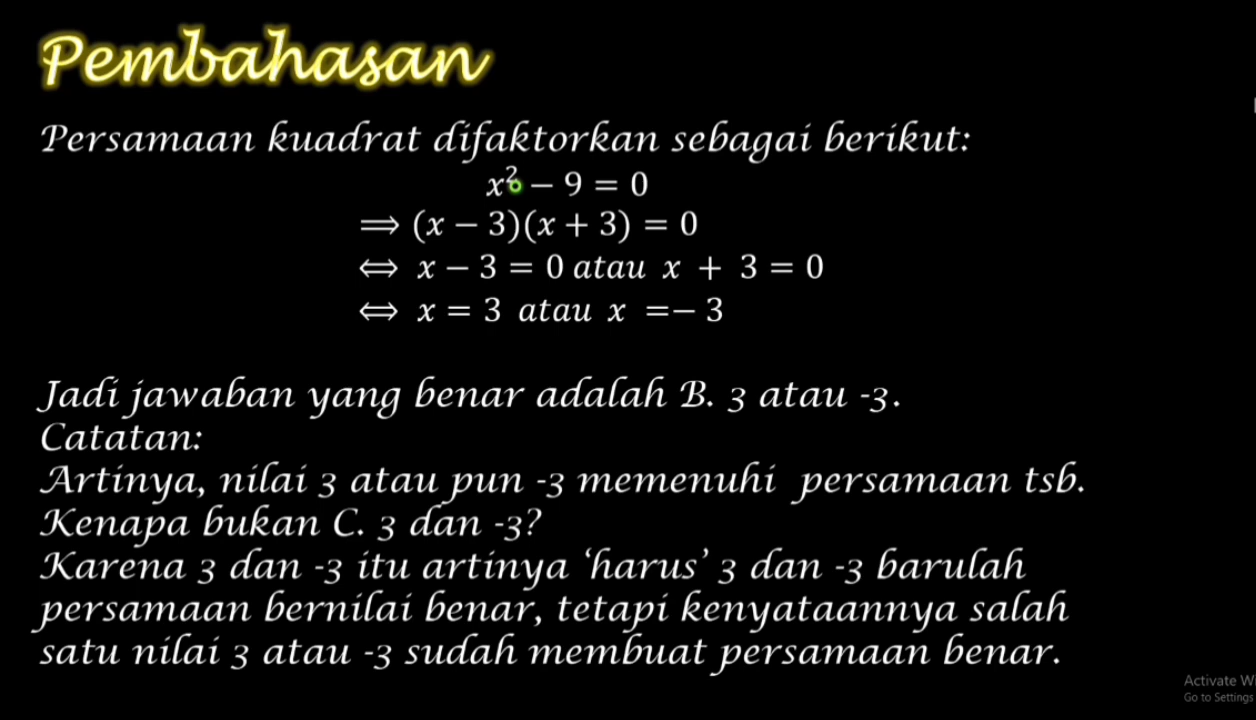 Pembahasan
Persamaan kuadrat difaktorkan sebagai berikut:
x² − 9 = 0
⟹ (x − 3)(x + 3) = 0
⟺ x − 3 = 0 atau x + 3 = 0
⟺ x = 3 atau x =− 3
Jadi jawaban yang benar adalah B. 3 atau -3.
Catatan:
Artinya, nilai 3 atau pun -3 memenuhi persamaan tsb.
Kenapa bukan C. 3 dan -3?
Karena 3 dan -3 itu artinya ‘harus’ 3 dan -3 barulah
persamaan bernilai benar, tetapi kenyataannya salah
satu nilai 3 atau -3 sudah membuat persamaan benar.
Activate W
Go to Settings